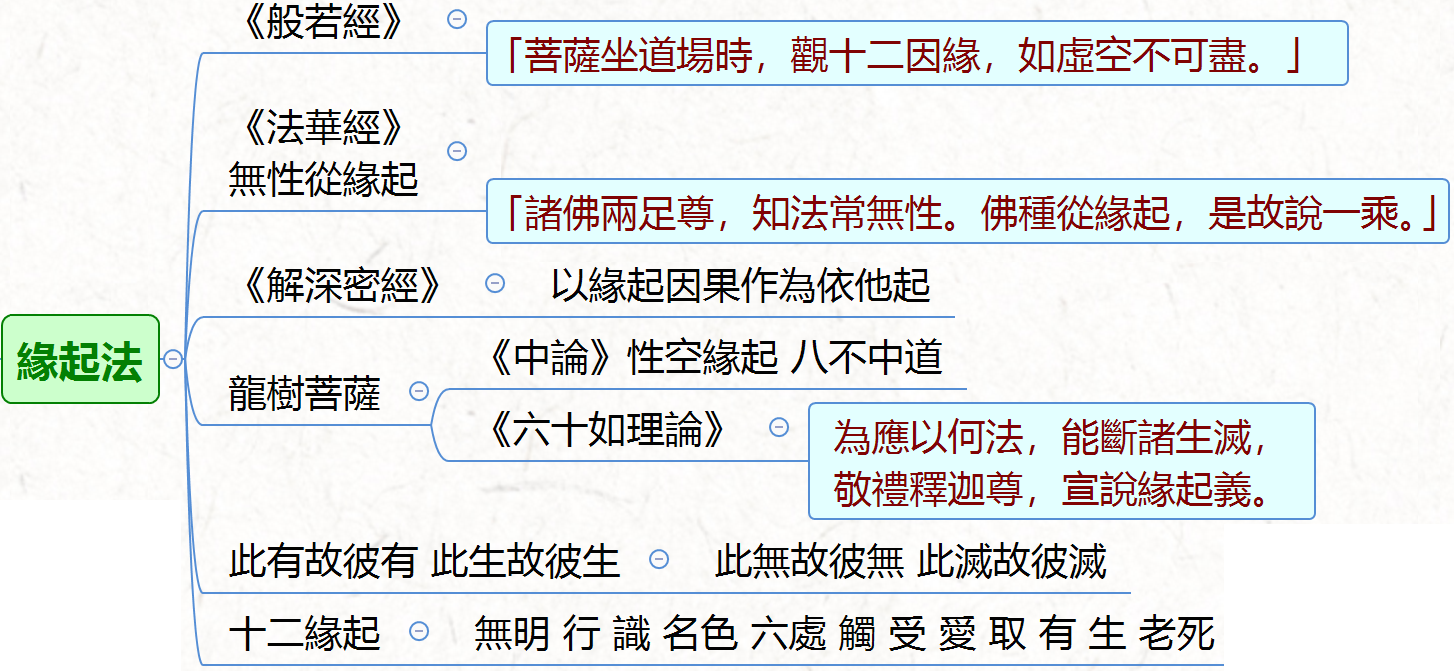 緣起法
《般若經》
「菩薩坐道場時，觀十二因緣，如虛空不可盡。」
《法華經》
無性從緣起
「諸佛兩足尊，知法常無性。佛種從緣起，是故說一乘。」
《解深密經》 以緣起因果作為依他起
龍樹菩薩
《中論》性空緣起 八不中道
《六十如理論》
為應以何法，能斷諸生滅，
敬禮釋迦尊，宣說緣起義。
此有故彼有 此生故彼生 此無故彼無 此滅故彼滅
十二緣起 無明 行 識 名色 六處 觸 受 愛 取 有 生 老死